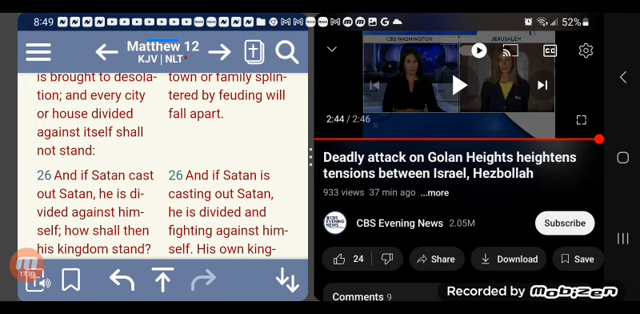 8:49
52%
Matthew 12
KJV | NLT*
is brought to desola-
tion; and every city
or house divided
against itself shall
not stand:
26 And if Satan cast
out Satan, he is di-
vided against him-
self; how shall then
his kingdom stand?
town or family splin-
tered by feuding will
fall apart.
26 And if Satan is
casting out Satan,
he is divided and
fighting against him-
self. His own king-
17:20
CBS WASHINGTON
JERUSALEM
CC
2:44 / 2:46
Deadly attack on Golan Heights heightens
tensions between Israel, Hezbollah
933 views 37 min ago ...more
CBS Evening News 2.05M
Subscribe
24
Share
Download
Save
Comments 9
Recorded by Mobizen